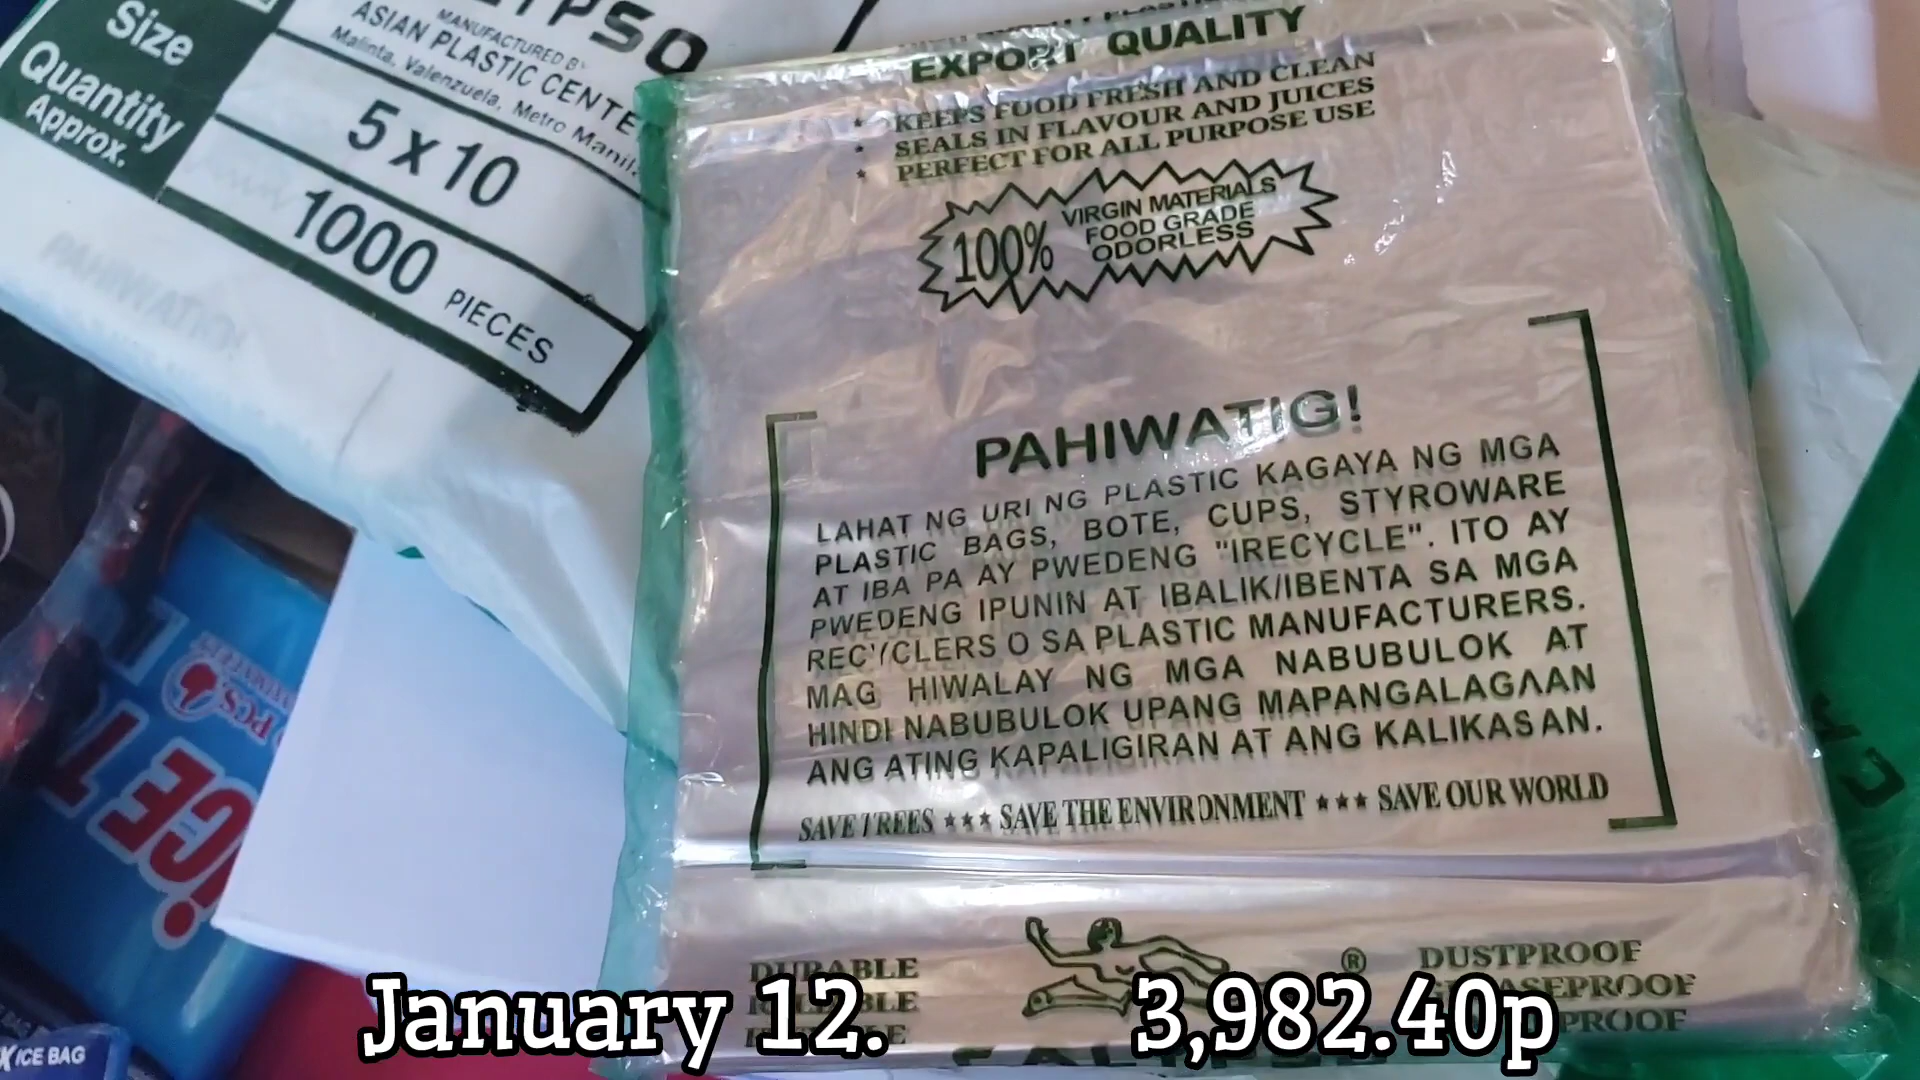 Size
Quantity
Approx.
MANUFACTURED BY
ASIAN PLASTIC CENTE
Malinta, Valenzuela, Metro Manil
5 x 10
1000 PIECES
EXPORT QUALITY
* KEEPS FOOD FRESH AND CLEAN
* SEALS IN FLAVOUR AND JUICES
* PERFECT FOR ALL PURPOSE USE
100% VIRGIN MATERIALS
FOOD GRADE
ODORLESS
PAHIWATIG!
LAHAT NG URI NG PLASTIC KAGAYA NG MGA
PLASTIC BAGS, BOTE, CUPS, STYROWARE
AT IBA PA AY PWEDENG "IRECYCLE". ITO AY
PWEDENG IPUNIN AT IBALIK/IBENTA SA MGA
RECYCLERS O SA PLASTIC MANUFACTURERS.
MAG HIWALAY NG MGA NABUBULOK AT
HINDI NABUBULOK UPANG MAPANGALAGAAN
ANG ATING KAPALIGIRAN AT ANG KALIKASAN.
SAVE TREES *** SAVE THE ENVIRONMENT *** SAVE OUR WORLD
DURABLE
®
DUSTPROOF
ICE
PCS.
ICE BAG
January 12. 3,982.40p